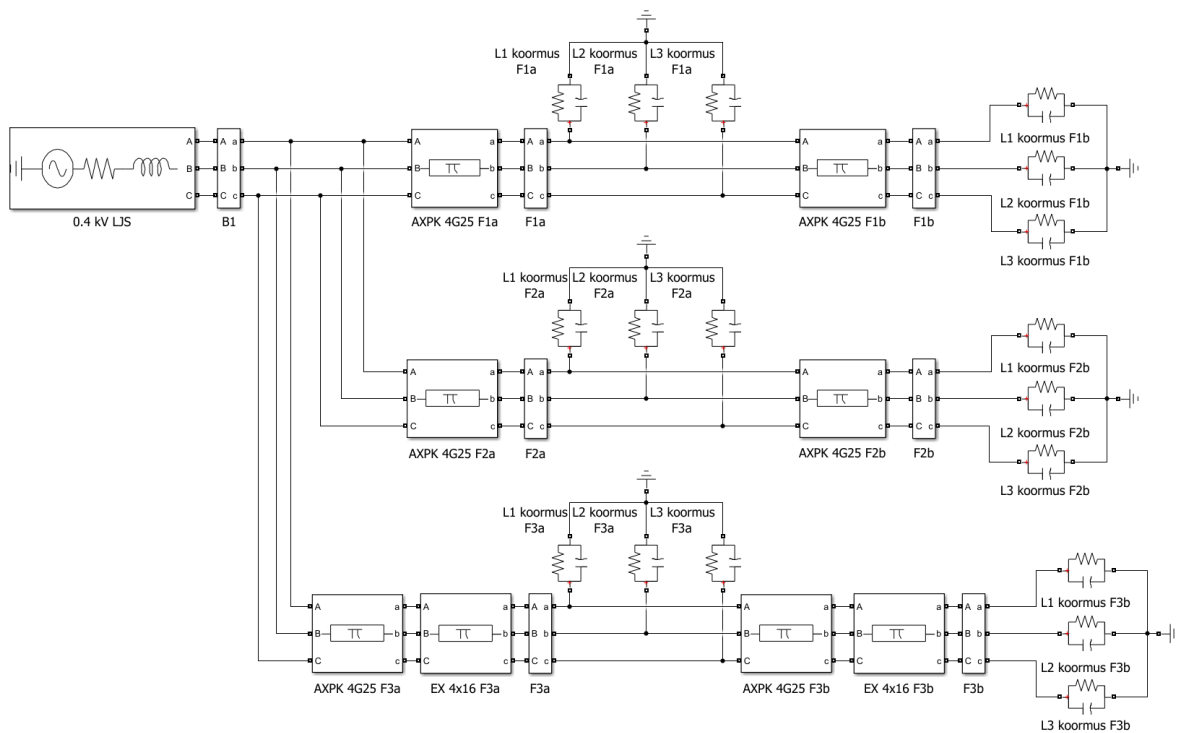 L1 koormus F1a
L2 koormus F1a
L3 koormus F1a
A
B
C
0.4 kV LJS
A a
B b
C c
B1
A a
B b
C c
π
AXPK 4G25 F1a
A a
B b
C c
F1a
A a
B b
C c
π
AXPK 4G25 F1b
A a
B b
C c
F1b
L1 koormus F1b
L2 koormus F1b
L3 koormus F1b
L1 koormus F2a
L2 koormus F2a
L3 koormus F2a
A a
B b
C c
π
AXPK 4G25 F2a
A a
B b
C c
F2a
A a
B b
C c
π
AXPK 4G25 F2b
A a
B b
C c
F2b
L1 koormus F2b
L2 koormus F2b
L3 koormus F2b
L1 koormus F3a
L2 koormus F3a
L3 koormus F3a
A a
B b
C c
π
AXPK 4G25 F3a
A a
B b
C c
π
EX 4x16 F3a
A a
B b
C c
F3a
A a
B b
C c
π
AXPK 4G25 F3b
A a
B b
C c
π
EX 4x16 F3b
A a
B b
C c
F3b
L1 koormus F3b
L2 koormus F3b
L3 koormus F3b